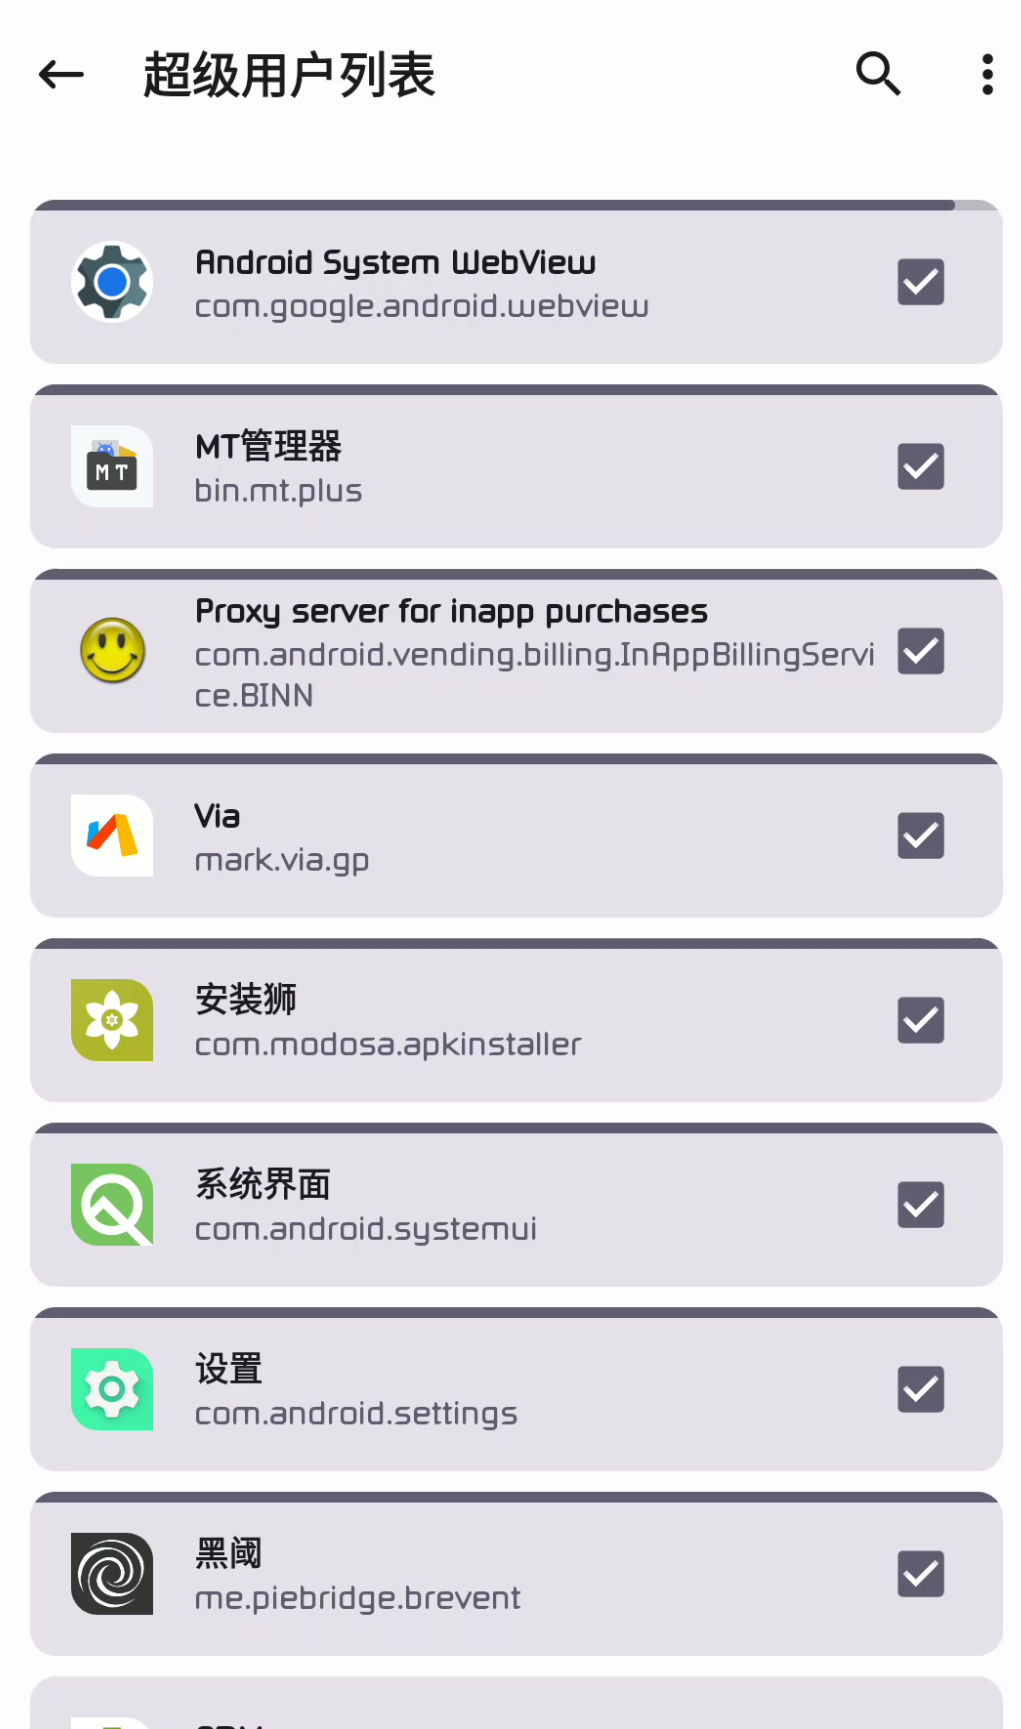 超级用户列表
Android System WebView
com.google.android.webview
MT管理器
bin.mt.plus
MT
Proxy server for inapp purchases
com.android.vending.billing.InAppBillingServi
ce.BINN
Via
mark.via.gp
安装狮
com.modosa.apkinstaller
系统界面
com.android.systemui
设置
com.android.settings
黑阈
me.piebridge.brevent